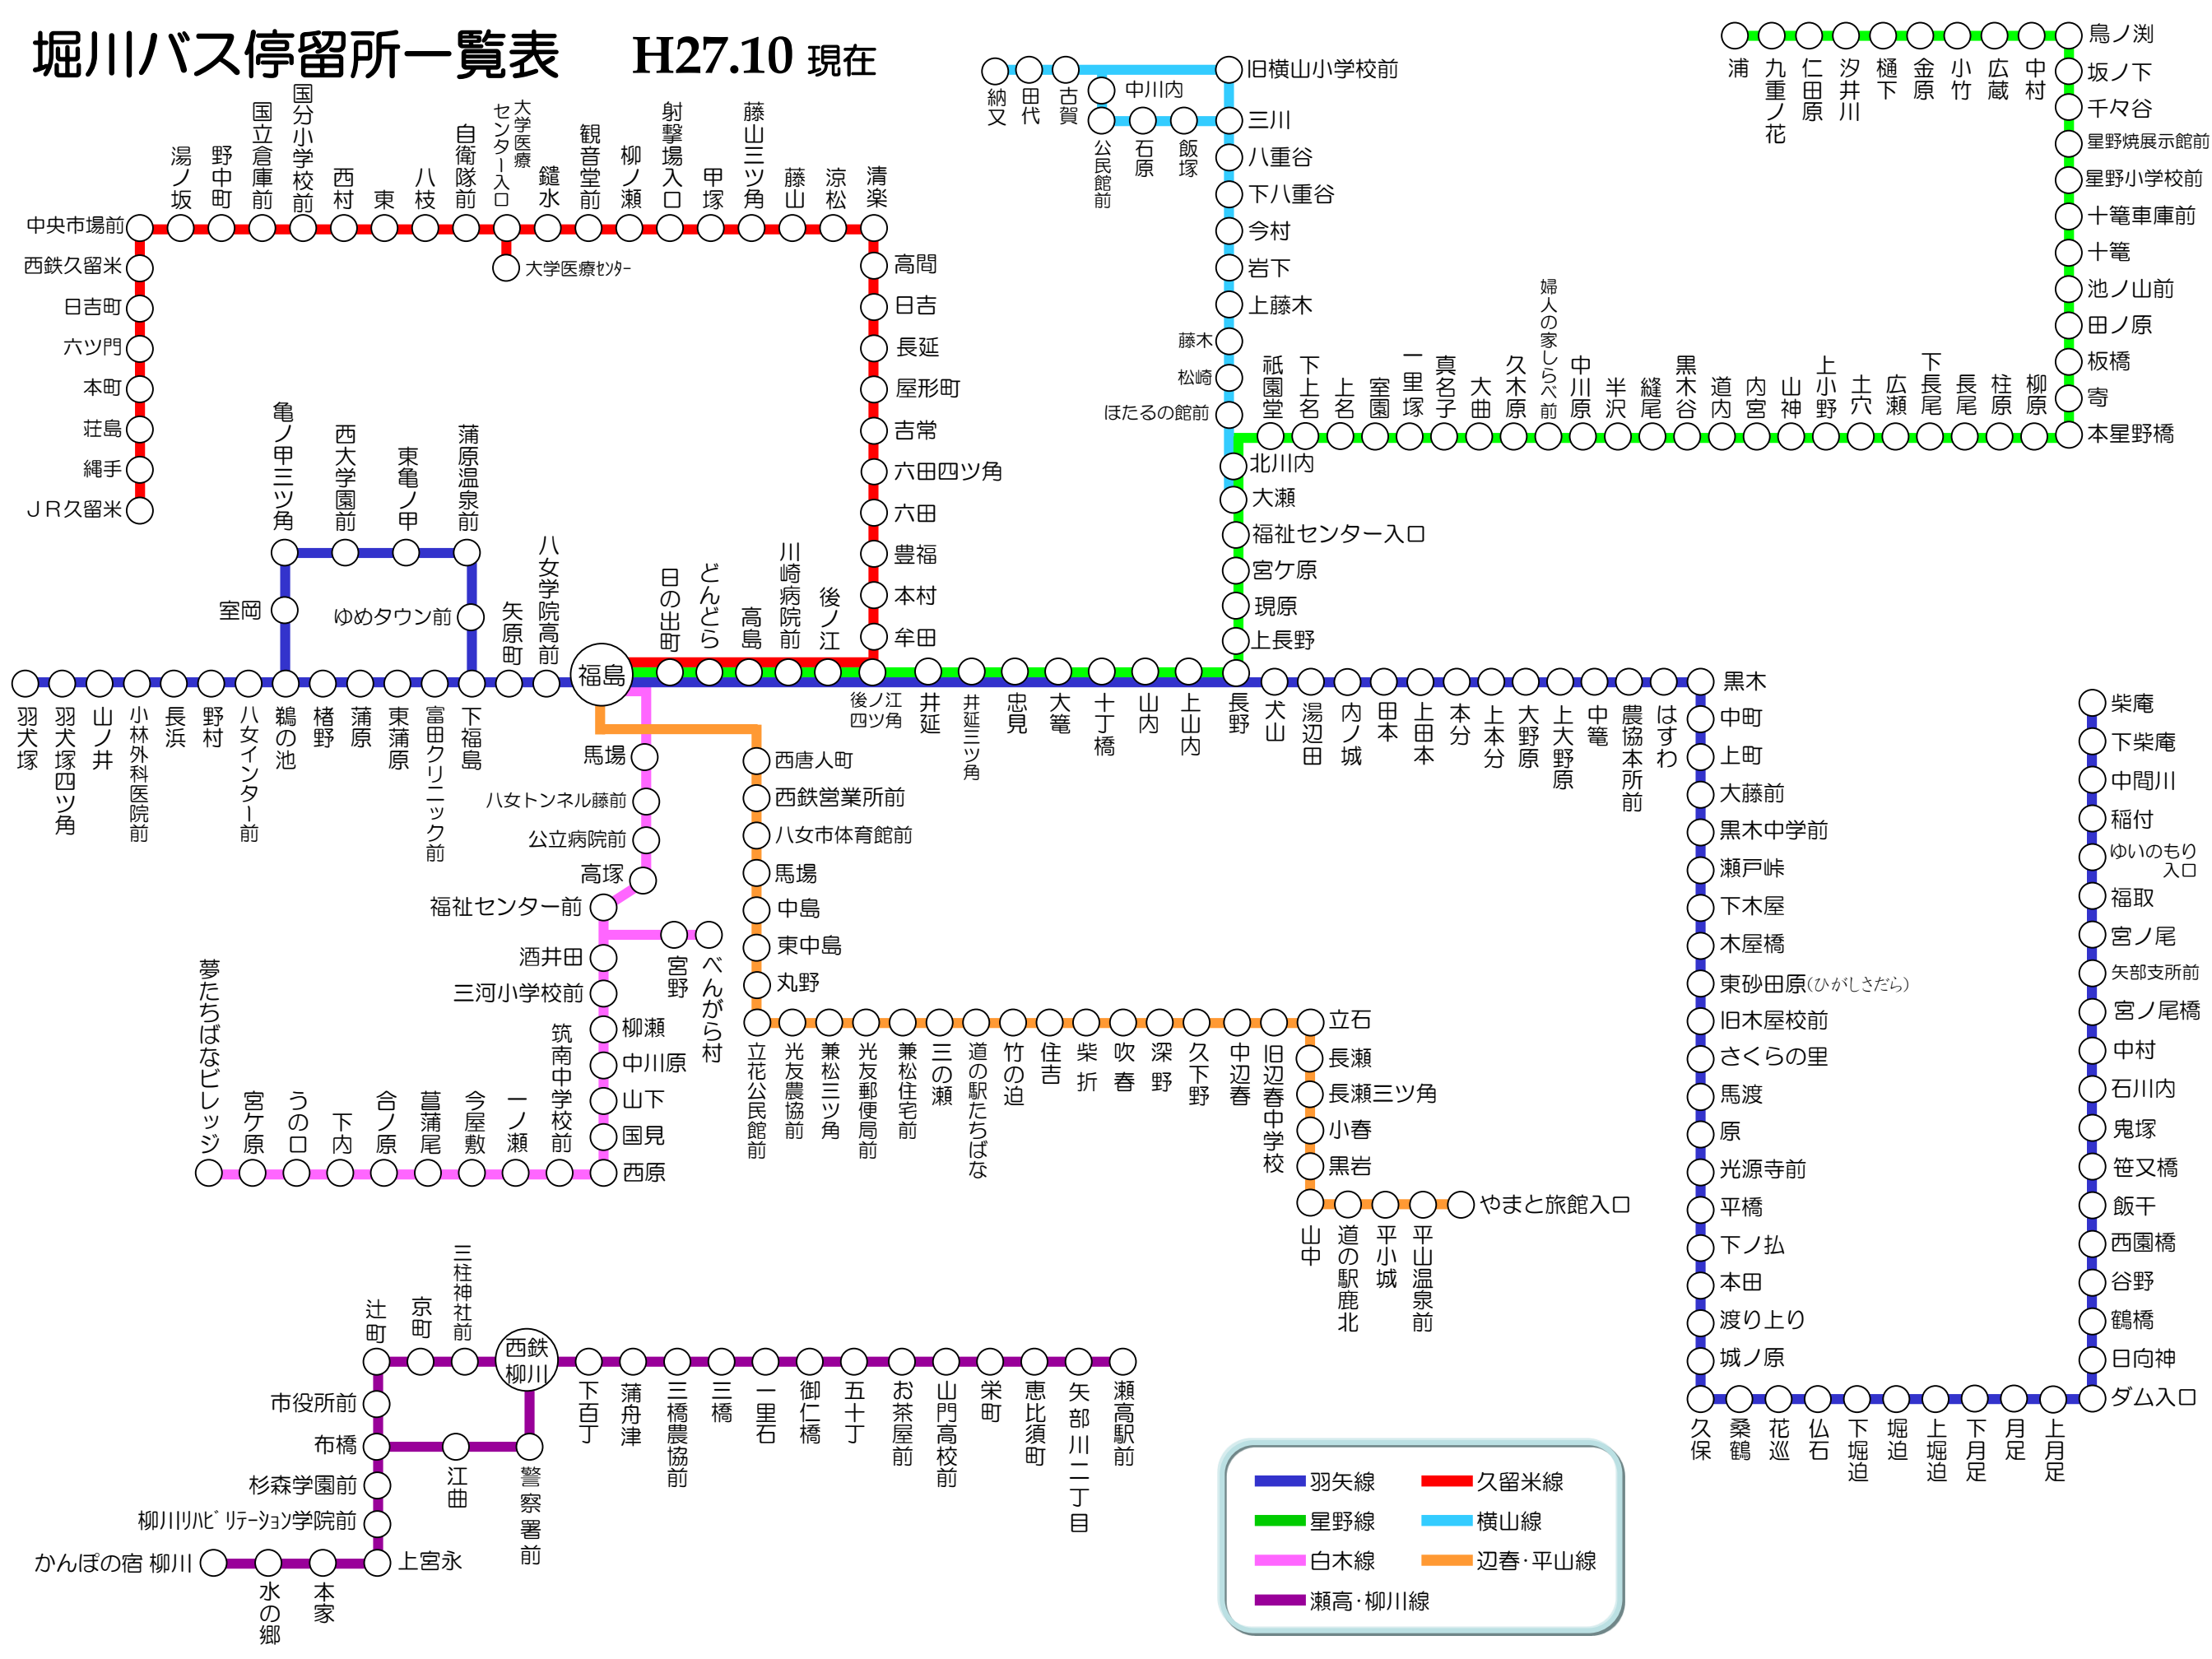 堀川バス停留所一覧表
H27.10 現在
中央市場前
湯ノ坂
野中町
国立倉庫前
国分小学校前
西村
東
八枝
自衛隊前
大学医療
センター入口
鑓水
観音堂前
柳ノ瀬
射撃場入口
甲塚
藤山三ツ角
藤山
涼松
清楽
大学医療センター
西鉄久留米
日吉町
六ツ門
本町
荘島
縄手
JR久留米
高間
日吉
長延
屋形町
吉常
六田四ツ角
六田
豊福
本村
牟田
後ノ江
四ツ角
亀ノ甲三ツ角
西大学園前
東亀ノ甲
蒲原温泉前
室岡
ゆめタウン前
矢原町
八女学院高前
福島
日の出町
どんどら
高島
川崎病院前
後ノ江
羽犬塚
羽犬塚四ツ角
山ノ井
小林外科医院前
長浜
野村
八女インター前
鵜の池
楮野
蒲原
東蒲原
富田クリニック前
下福島
井延
井延三ツ角
忠見
大篭
十丁橋
山内
上山内
長野
犬山
湯辺田
内ノ城
田本
上田本
本分
上本分
大野原
上大野原
中篭
農協本所前
はすわ
黒木
納又
田代
古賀
旧横山小学校前
中川内
公民館前
石原
飯塚
三川
八重谷
下八重谷
今村
岩下
上藤木
藤木
松崎
ほたるの館前
北川内
大瀬
福祉センター入口
宮ケ原
現原
上長野
祇園堂
下上名
上名
室園
一里塚
真名子
大曲
久木原
婦人の家しらべ前
中川原
半沢
縫尾
黒木谷
道内
内宮
山神
上小野
土穴
広瀬
下長尾
長尾
柱原
柳原
本星野橋
浦
九重ノ花
仁田原
汐井川
樋下
金原
小竹
広蔵
中村
鳥ノ渕
坂ノ下
千々谷
星野焼展示館前
星野小学校前
十篭車庫前
十篭
池ノ山前
田ノ原
板橋
寄
馬場
八女トンネル藤前
公立病院前
高塚
福祉センター前
宮野
べんがら村
酒井田
三河小学校前
柳瀬
中川原
山下
国見
西原
夢たちばなビレッジ
宮ケ原
うの口
下内
合ノ原
菖蒲尾
今屋敷
一ノ瀬
筑南中学校前
西唐人町
西鉄営業所前
八女市体育館前
馬場
中島
東中島
丸野
立花公民館前
光友農協前
兼松三ツ角
光友郵便局前
兼松住宅前
三の瀬
道の駅たちばな
竹の迫
住吉
柴折
吹春
深野
久下野
中辺春
旧辺春中学校
立石
長瀬
長瀬三ツ角
小春
黒岩
山中
道の駅鹿北
平小城
平山温泉前
やまと旅館入口
中町
上町
大藤前
黒木中学前
瀬戸峠
下木屋
木屋橋
東砂田原(ひがしさだら)
旧木屋校前
さくらの里
馬渡
原
光源寺前
平橋
下ノ払
本田
渡り上り
城ノ原
久保
桑鶴
花巡
仏石
下堀迫
堀迫
上堀迫
下月足
月足
上月足
柴庵
下柴庵
中間川
稲付
ゆいのもり
入口
福取
宮ノ尾
矢部支所前
宮ノ尾橋
中村
石川内
鬼塚
笹又橋
飯干
西園橋
谷野
鶴橋
日向神
ダム入口
辻町
京町
三柱神社前
西鉄
柳川
下百丁
蒲舟津
三橋農協前
三橋
一里石
御仁橋
五十丁
お茶屋前
山門高校前
栄町
恵比須町
矢部川二丁目
瀬高駅前
市役所前
布橋
江曲
警察署前
杉森学園前
柳川リハビリテーション学院前
かんぽの宿 柳川
水の郷
本家
上宮永
羽矢線
久留米線
星野線
横山線
白木線
辺春・平山線
瀬高・柳川線